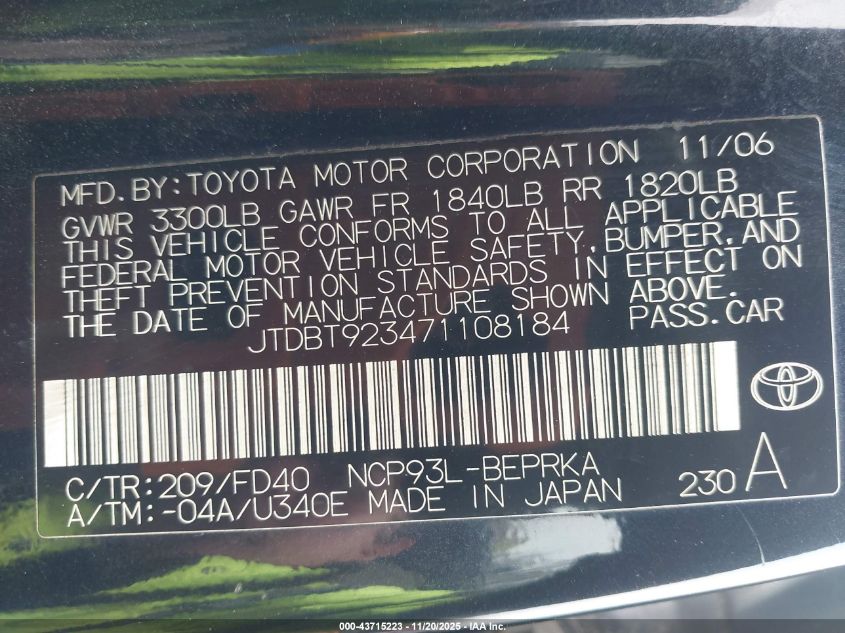 MFD.BY:TOYOTA MOTOR CORPORATION 11/06
GVWR 3300LB GAWR FR 1840LB RR 1820LB
THIS VEHICLE CONFORMS TO ALL APPLICABLE
FEDERAL MOTOR VEHICLE SAFETY,BUMPER,AND
THEFT PREVENTION STANDARDS IN EFFECT ON
THE DATE OF MANUFACTURE SHOWN ABOVE.
JTDBT923471108184 PASS.CAR
C/TR:209/FD40 NCP93L-BEPRKA
A/TM:-04A/U340E MADE IN JAPAN 230 A
000-43715223 - 11/20/2025 - IAA Inc.